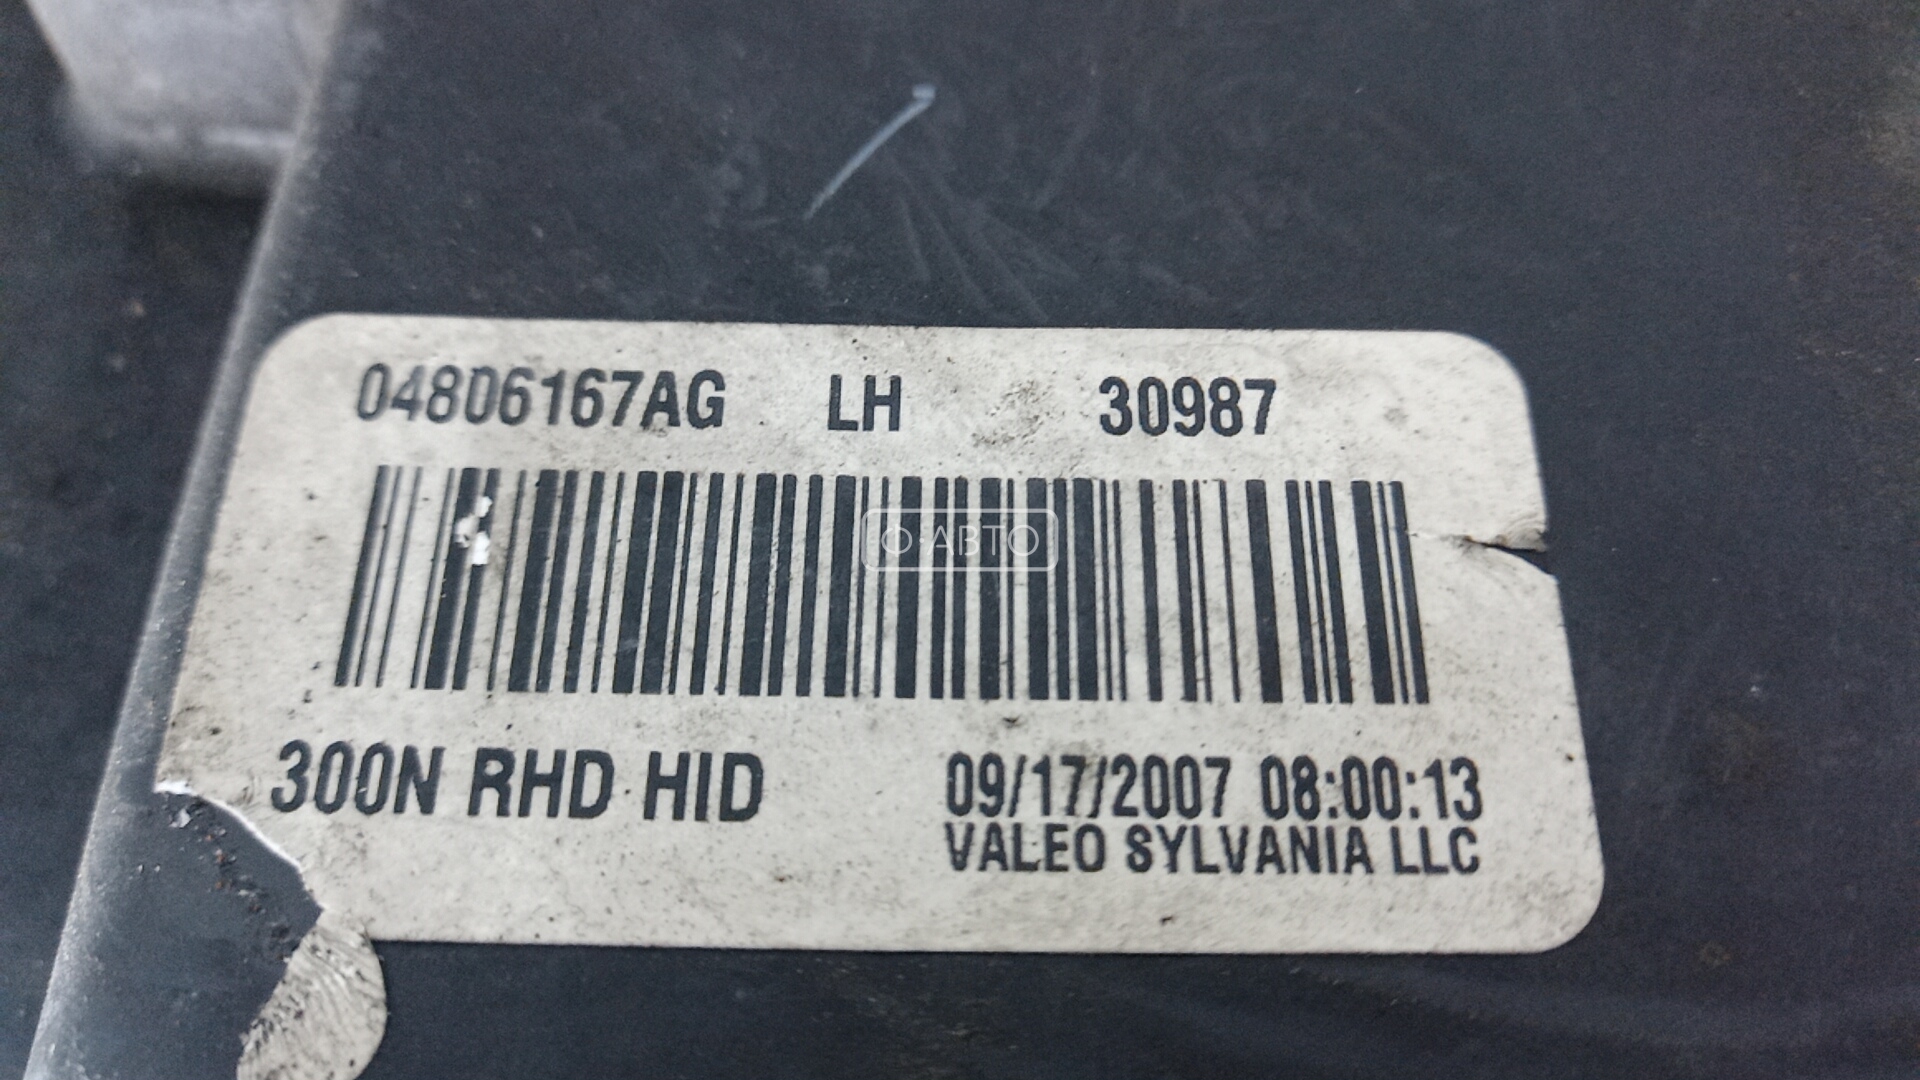 04806167AG LH 30987
О·АВТО
300N RHD HID
09/17/2007 08:00:13
VALEO SYLVANIA LLC